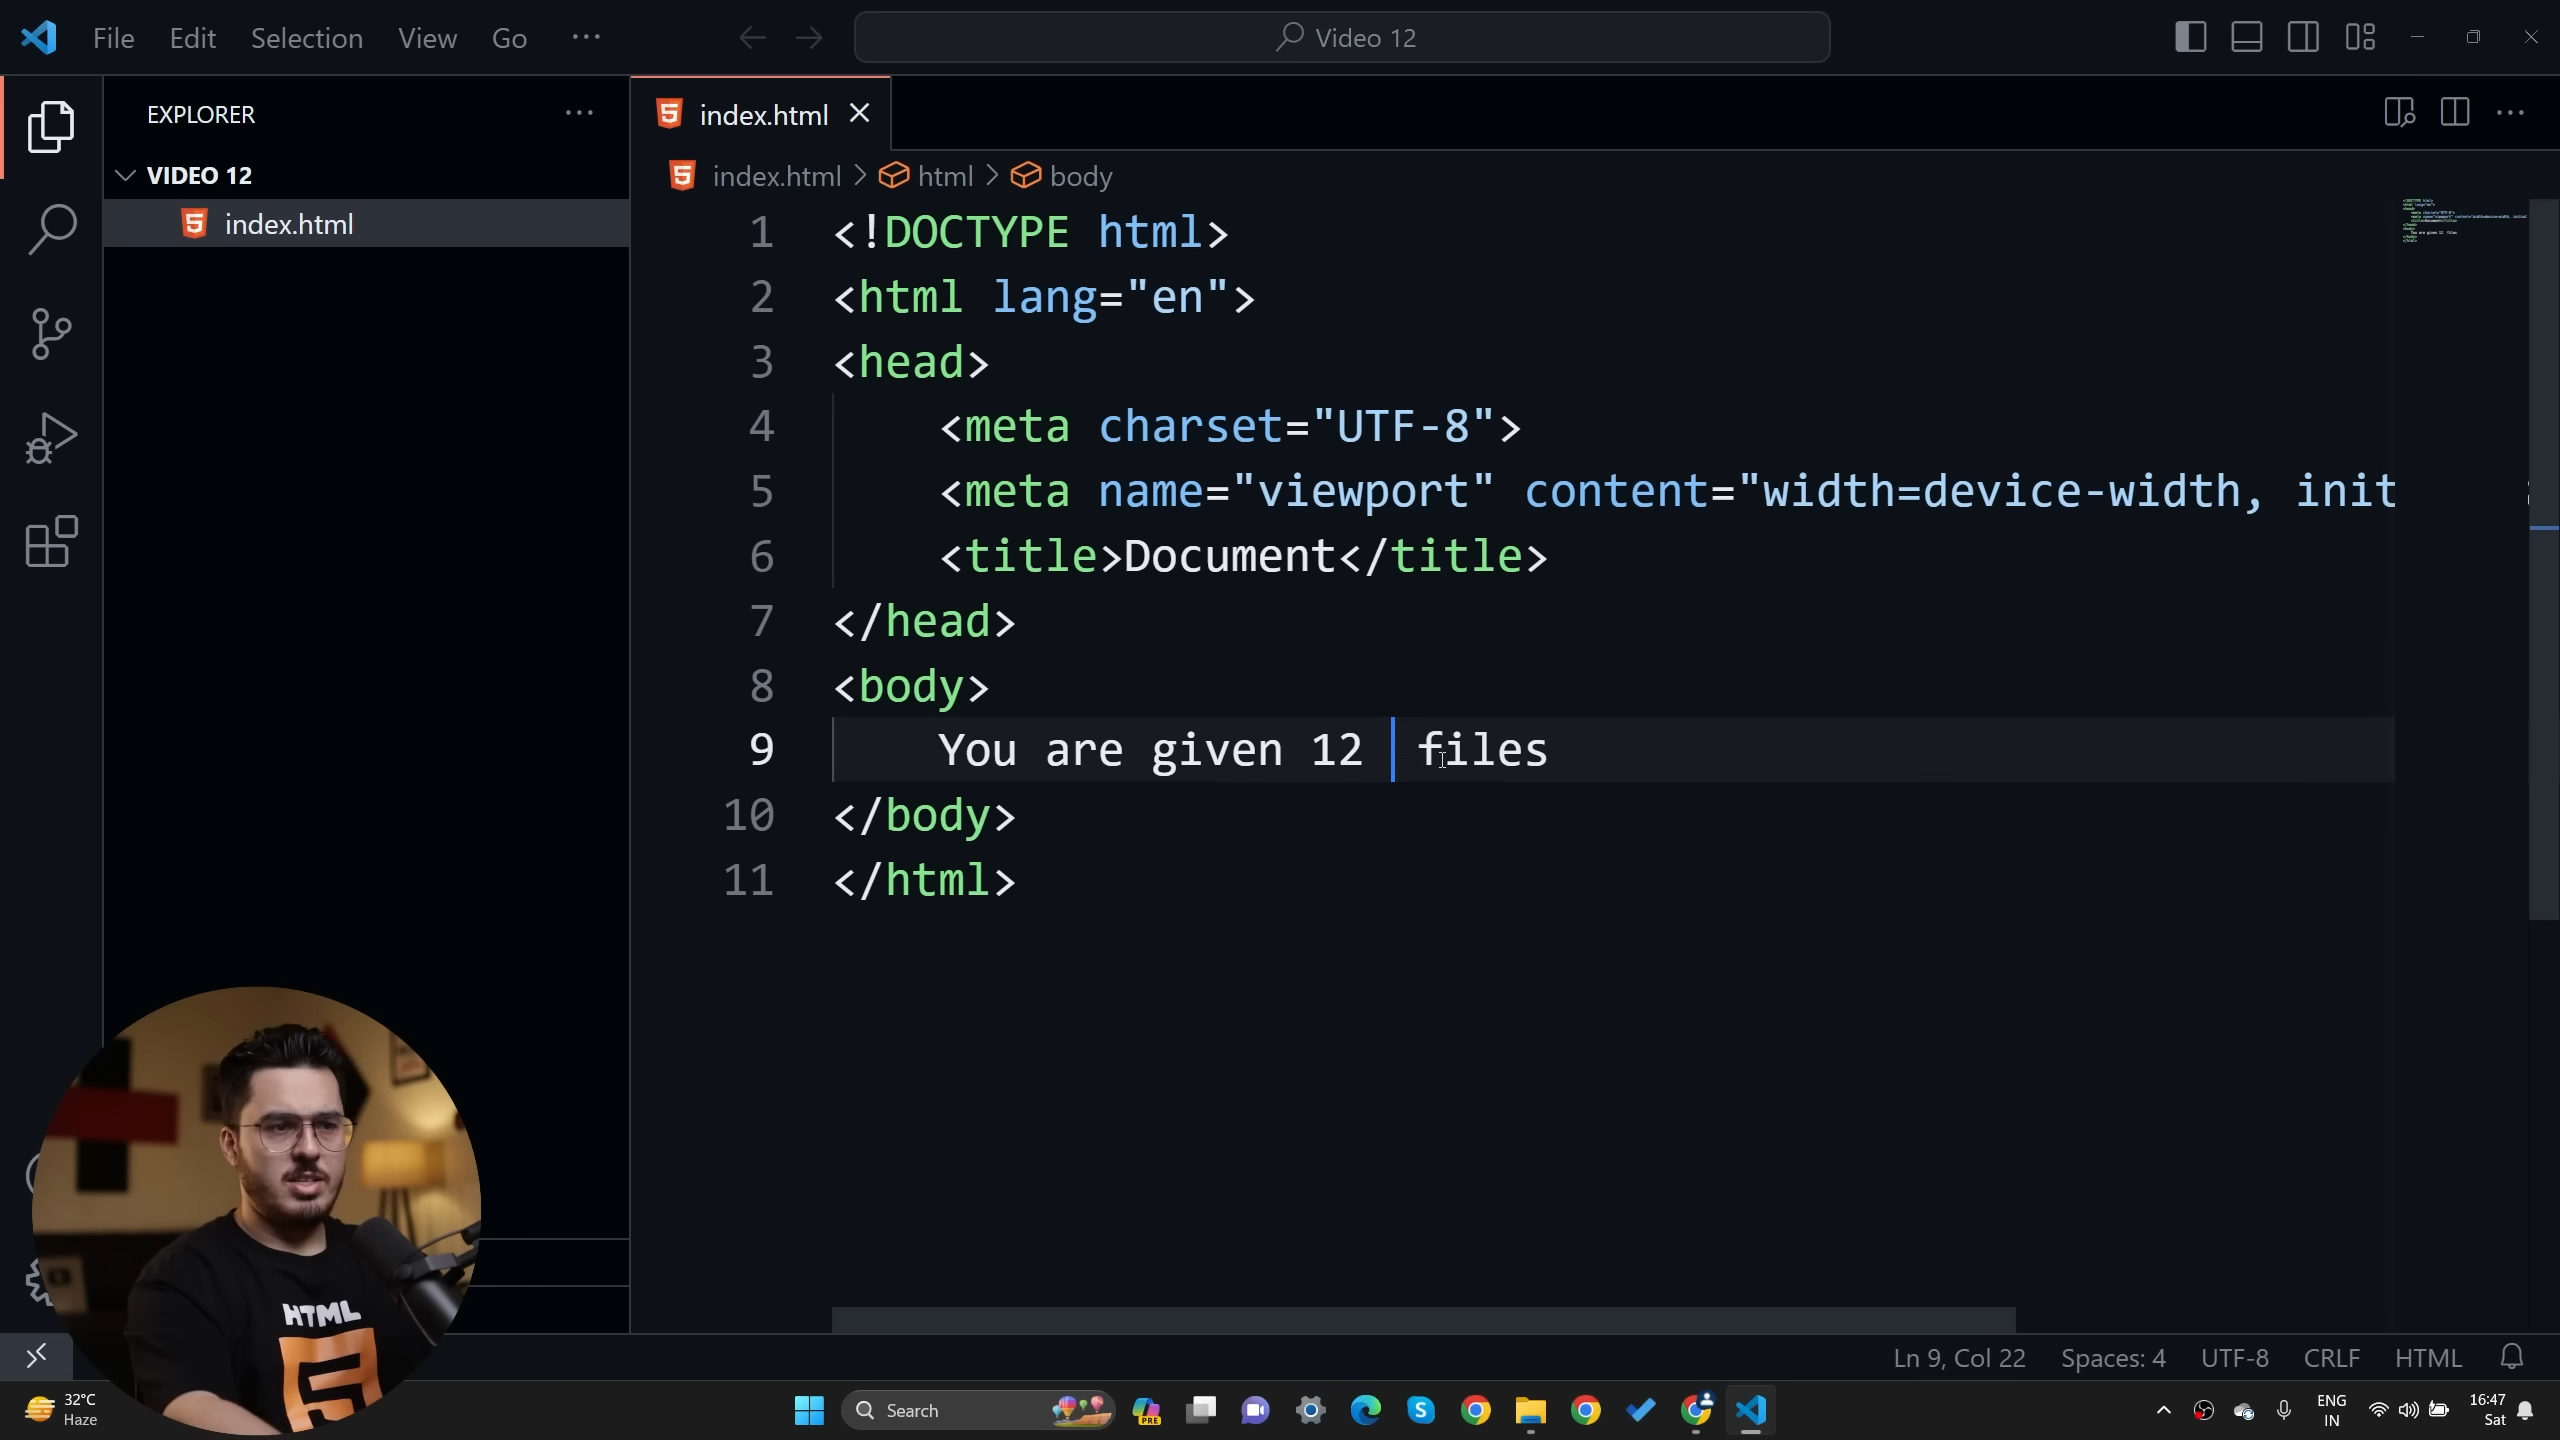 File Edit Selection View Go ... Video 12
EXPLORER ...
VIDEO 12
index.html
index.html
index.html > html > body
1 <!DOCTYPE html>
2 <html lang="en">
3 <head>
4 <meta charset="UTF-8">
5 <meta name="viewport" content="width=device-width, init
6 <title>Document</title>
7 </head>
8 <body>
9 You are given 12  files
10 </body>
11 </html>
HTML
5
Ln 9, Col 22 Spaces: 4 UTF-8 CRLF HTML
32°C
Haze
Search
PRE
ENG
IN
16:47
Sat